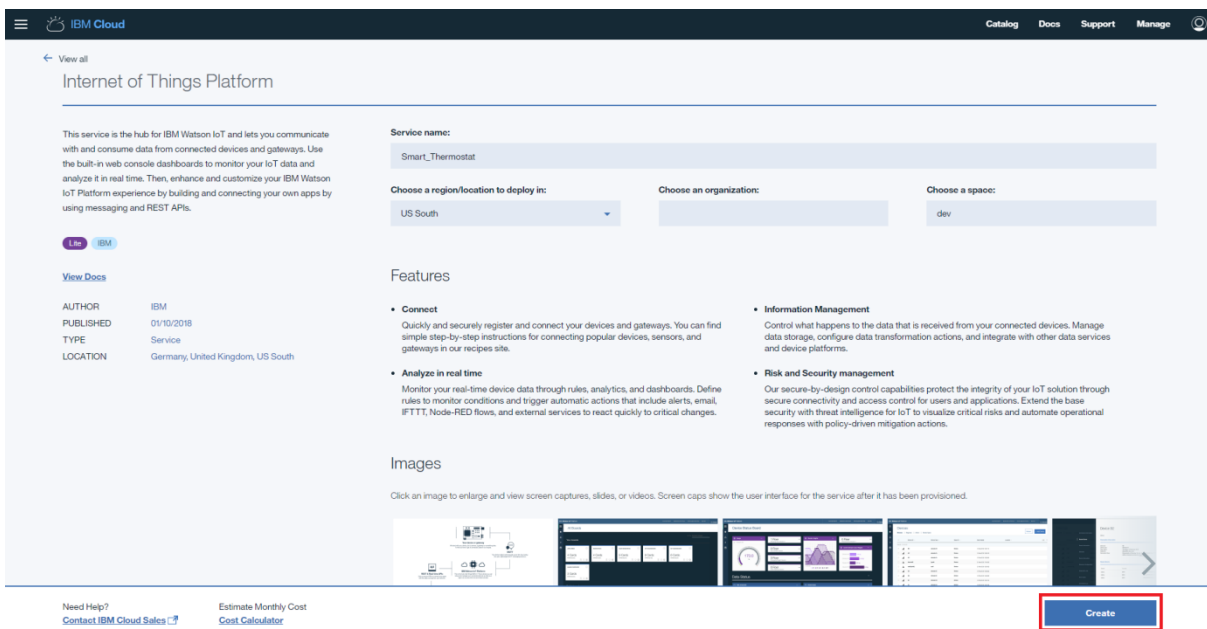 IBM Cloud
Catalog Docs Support Manage
View all
Internet of Things Platform
This service is the hub for IBM Watson IoT and lets you communicate
with and consume data from connected devices and gateways. Use
the built-in web console dashboards to monitor your IoT data and
analyze it in real time. Then, enhance and customize your IBM Watson
IoT Platform experience by building and connecting your own apps by
using messaging and REST APIs.
Lite IBM
View Docs
AUTHOR IBM
PUBLISHED 01/10/2018
TYPE Service
LOCATION Germany, United Kingdom, US South
Service name:
Smart_Thermostat
Choose a region/location to deploy in: Choose an organization: Choose a space:
US South dev
Features
• Connect
Quickly and securely register and connect your devices and gateways. You can find
simple step-by-step instructions for connecting popular devices, sensors, and
gateways in our recipes site.
• Analyze in real time
Monitor your real-time device data through rules, analytics, and dashboards. Define
rules to monitor conditions and trigger automatic actions that include alerts, email,
IFTTT, Node-RED flows, and external services to react quickly to critical changes.
• Information Management
Control what happens to the data that is received from your connected devices. Manage
data storage, configure data transformation actions, and integrate with other data services
and device platforms.
• Risk and Security management
Our secure-by-design control capabilities protect the integrity of your IoT solution through
secure connectivity and access control for users and applications. Extend the base
security with threat intelligence for IoT to visualize critical risks and automate operational
responses with policy-driven mitigation actions.
Images
Click an image to enlarge and view screen captures, slides, or videos. Screen caps show the user interface for the service after it has been provisioned.
Need Help? Estimate Monthly Cost
Contact IBM Cloud Sales Cost Calculator
Create